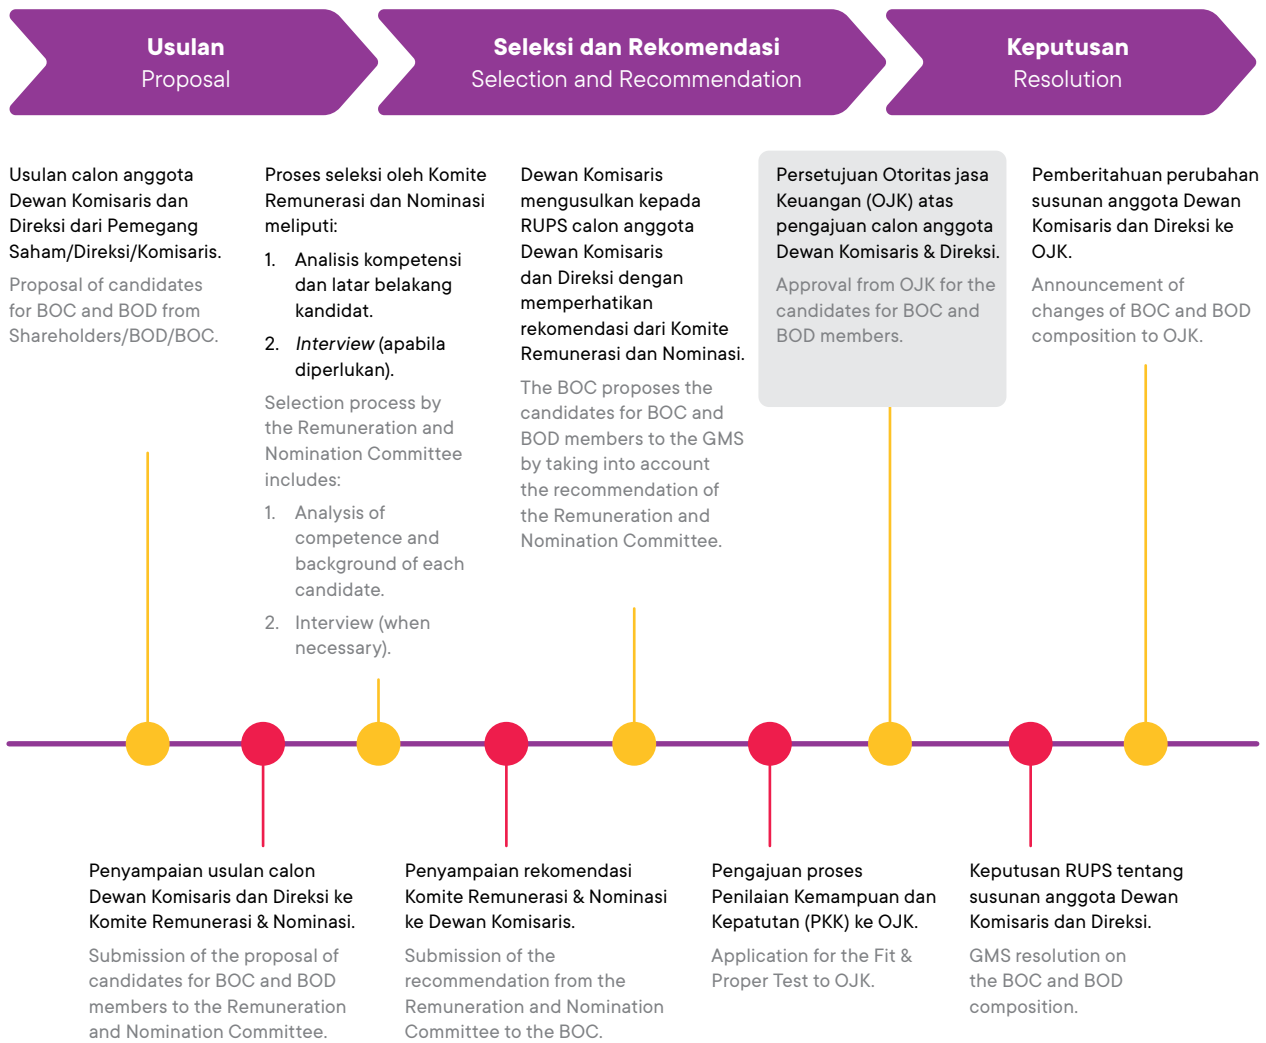 Usulan
Proposal
Seleksi dan Rekomendasi
Selection and Recommendation
Keputusan
Resolution
Usulan calon anggota
Dewan Komisaris dan
Direksi dari Pemegang
Saham/Direksi/Komisaris.
Proposal of candidates
for BOC and BOD from
Shareholders/BOD/BOC.
Proses seleksi oleh Komite
Remunerasi dan Nominasi
meliputi:
1. Analisis kompetensi
dan latar belakang
kandidat.
2. Interview (apabila
diperlukan).
Selection process by
the Remuneration and
Nomination Committee
includes:
1. Analysis of
competence and
background of each
candidate.
2. Interview (when
necessary).
Dewan Komisaris
mengusulkan kepada
RUPS calon anggota
Dewan Komisaris
dan Direksi dengan
memperhatikan
rekomendasi dari Komite
Remunerasi dan Nominasi.
The BOC proposes the
candidates for BOC and
BOD members to the GMS
by taking into account
the recommendation of
the Remuneration and
Nomination Committee.
Persetujuan Otoritas jasa
Keuangan (OJK) atas
pengajuan calon anggota
Dewan Komisaris & Direksi.
Approval from OJK for the
candidates for BOC and
BOD members.
Pemberitahuan perubahan
susunan anggota Dewan
Komisaris dan Direksi ke
OJK.
Announcement of
changes of BOC and BOD
composition to OJK.
Penyampaian usulan calon
Dewan Komisaris dan Direksi ke
Komite Remunerasi & Nominasi.
Submission of the proposal of
candidates for BOC and BOD
members to the Remuneration
and Nomination Committee.
Penyampaian rekomendasi
Komite Remunerasi & Nominasi
ke Dewan Komisaris.
Submission of the
recommendation from the
Remuneration and Nomination
Committee to the BOC.
Pengajuan proses
Penilaian Kemampuan dan
Kepatutan (PKK) ke OJK.
Application for the Fit &
Proper Test to OJK.
Keputusan RUPS tentang
susunan anggota Dewan
Komisaris dan Direksi.
GMS resolution on
the BOC and BOD
composition.